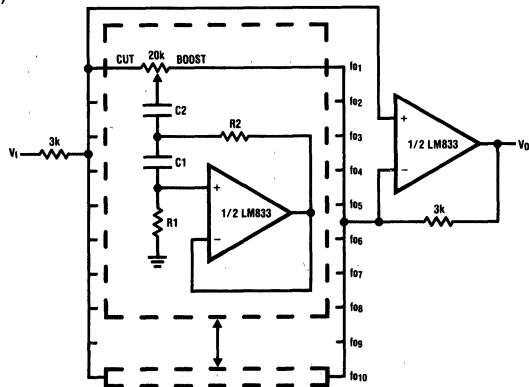 CUT 20k BOOST
fo1
C2
fo2
R2
fo3
+
1/2 LM833
−
VO
3k
VI
C1
fo4
+
1/2 LM833
−
R1
fo5
3k
fo6
fo7
fo8
fo9
fo10